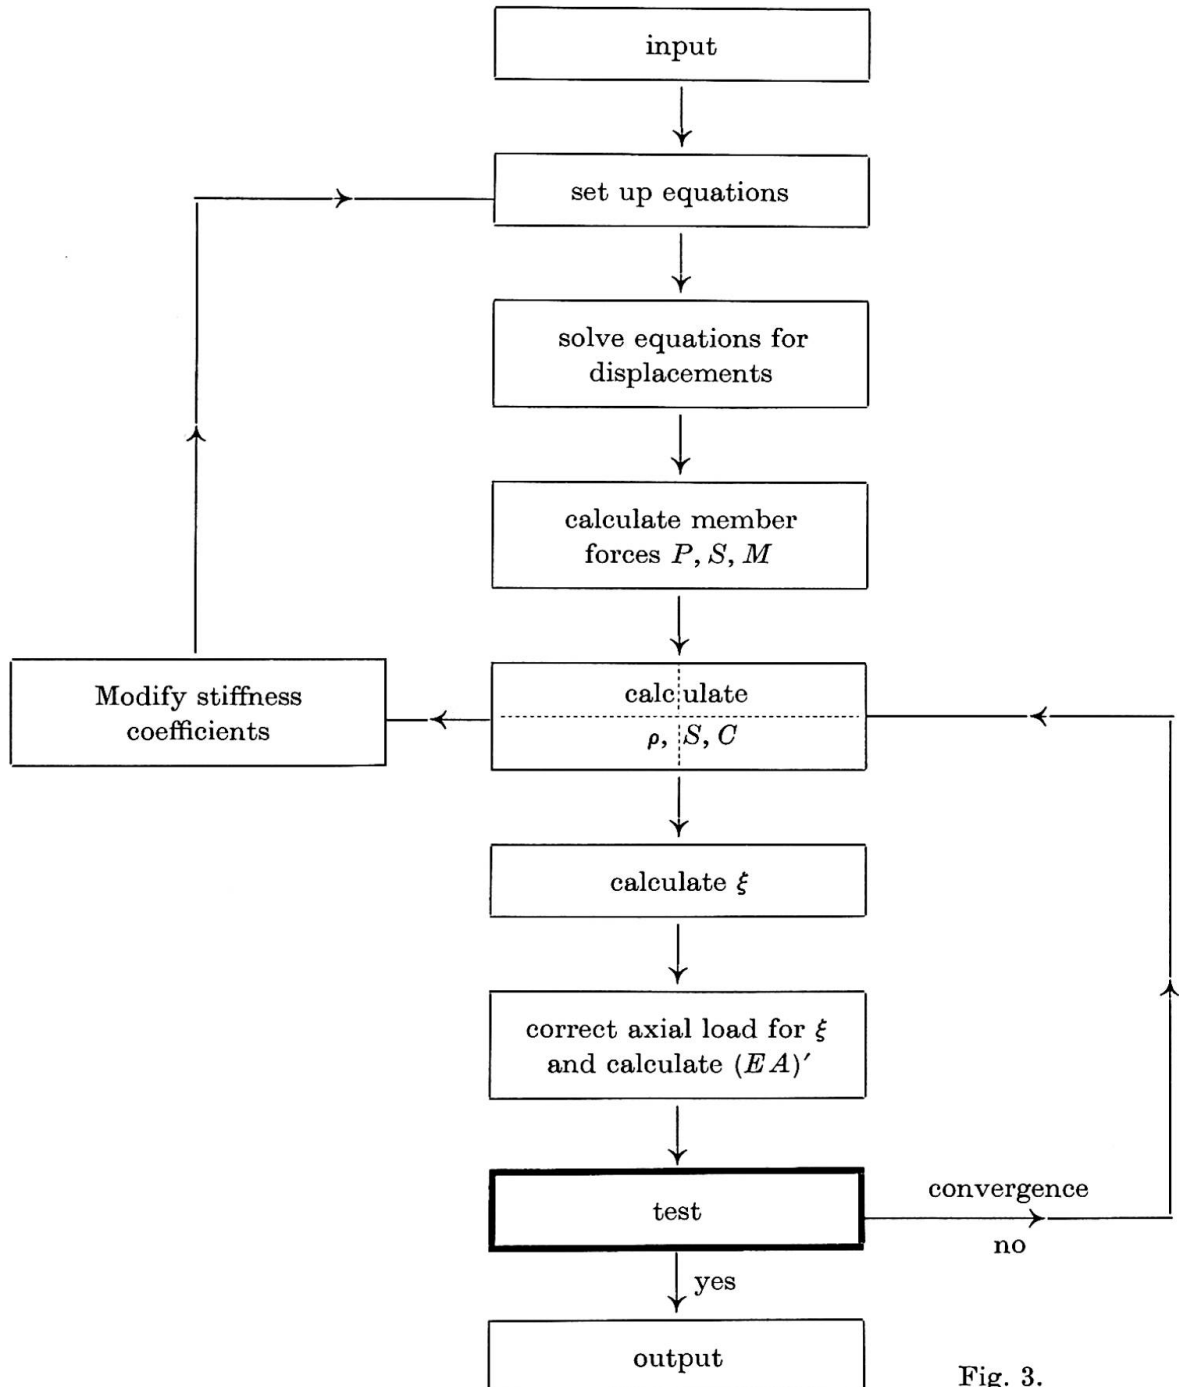 input
set up equations
solve equations for
displacements
calculate member
forces P, S, M
Modify stiffness
coefficients
calculate
ρ, S, C
calculate ξ
correct axial load for ξ
and calculate (EA)′
test
convergence
no
yes
output
Fig. 3.